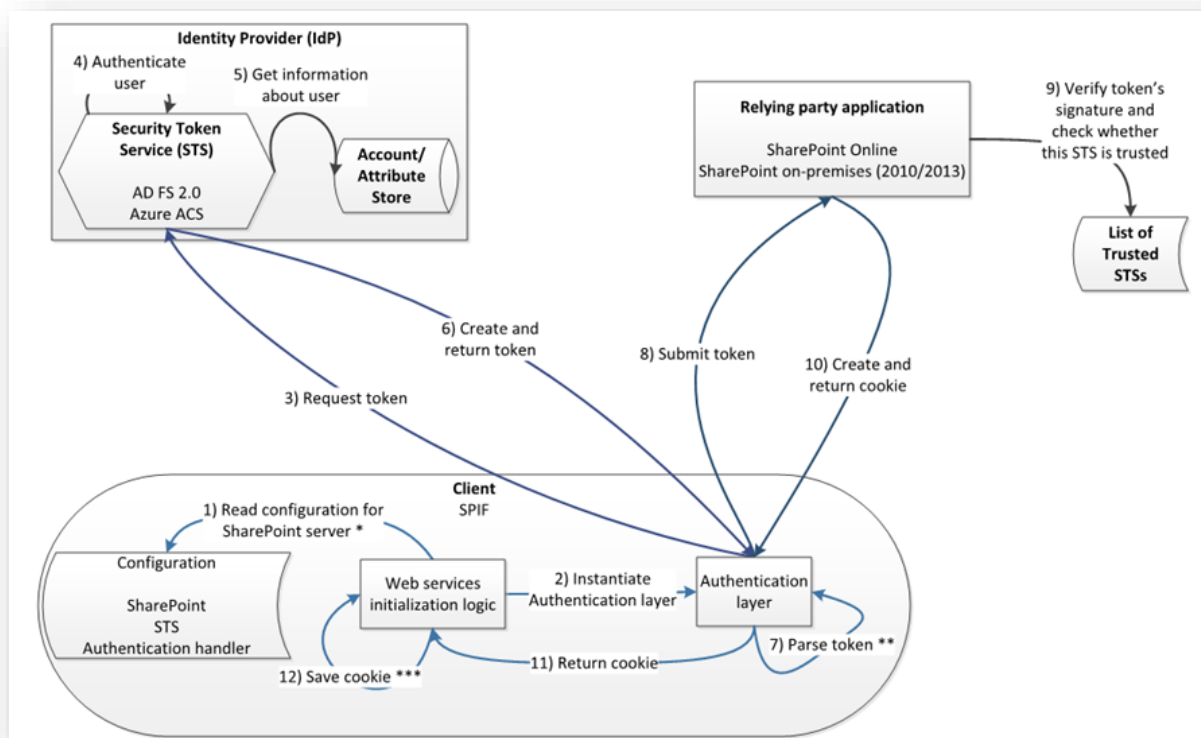 Identity Provider (IdP)
4) Authenticate
user
5) Get information
about user
Security Token
Service (STS)
AD FS 2.0
Azure ACS
Account/
Attribute
Store
Relying party application
SharePoint Online
SharePoint on-premises (2010/2013)
9) Verify token's
signature and
check whether
this STS is trusted
List of
Trusted
STSs
6) Create and
return token
8) Submit token
10) Create and
return cookie
3) Request token
Client
SPIF
1) Read configuration for
SharePoint server *
Configuration
SharePoint
STS
Authentication handler
Web services
initialization logic
2) Instantiate
Authentication layer
Authentication
layer
7) Parse token **
11) Return cookie
12) Save cookie ***